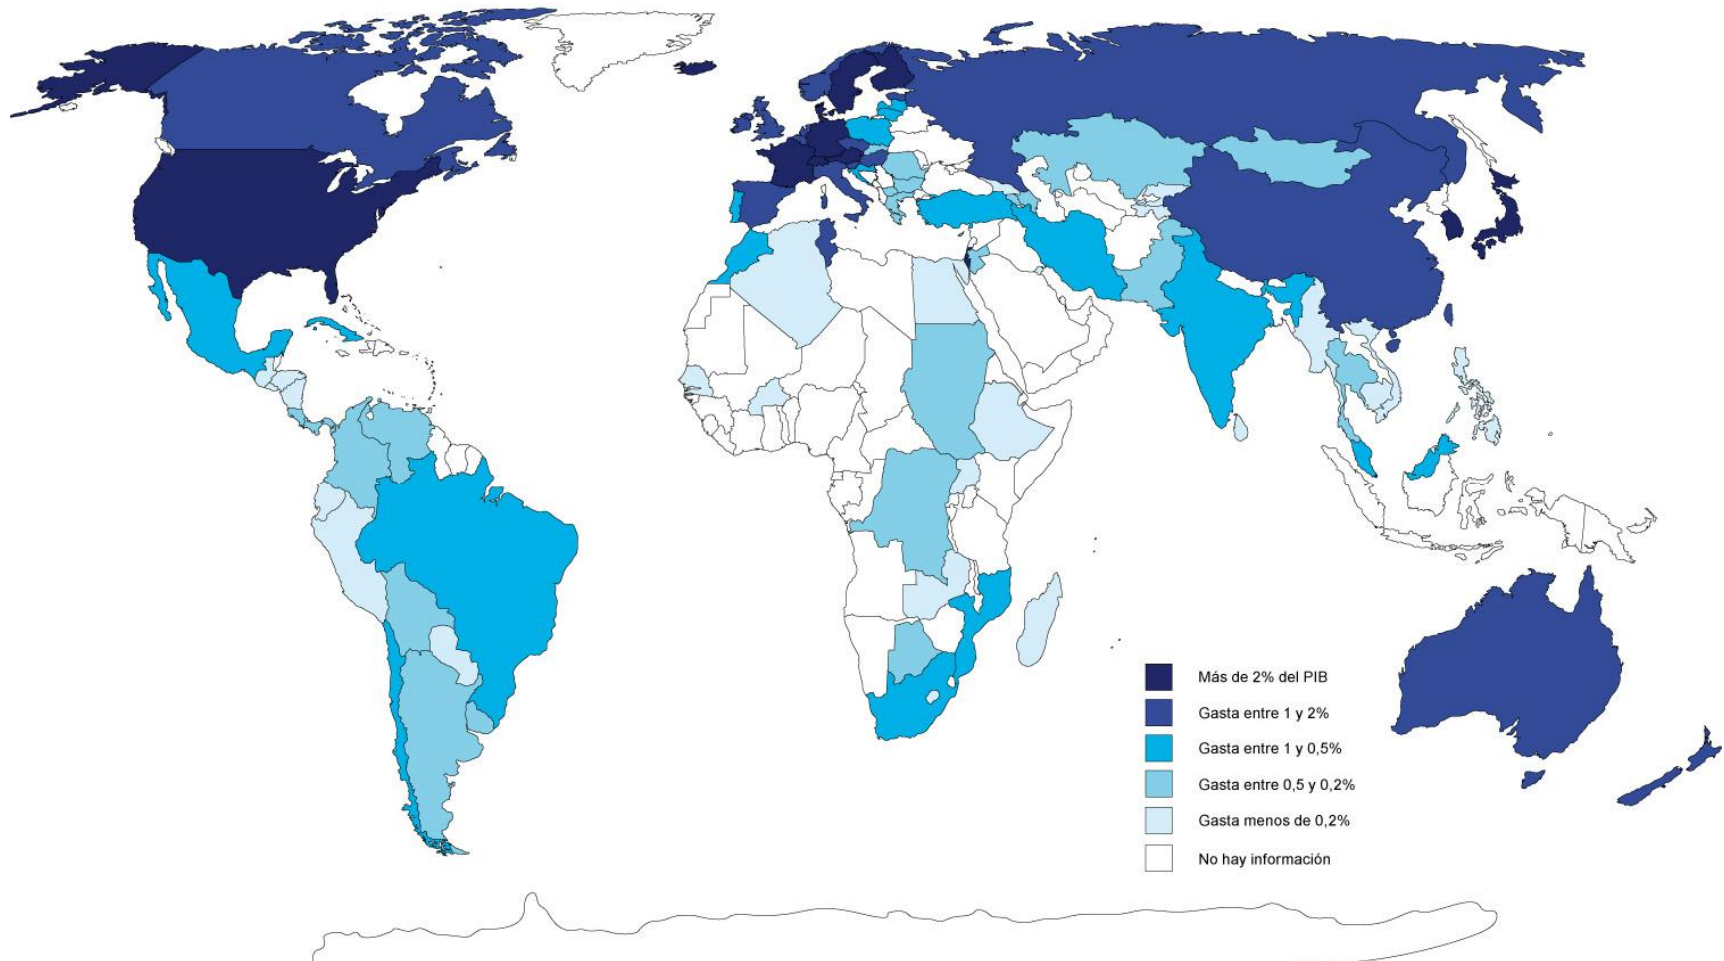 Más de 2% del PIB
Gasta entre 1 y 2%
Gasta entre 1 y 0,5%
Gasta entre 0,5 y 0,2%
Gasta menos de 0,2%
No hay información